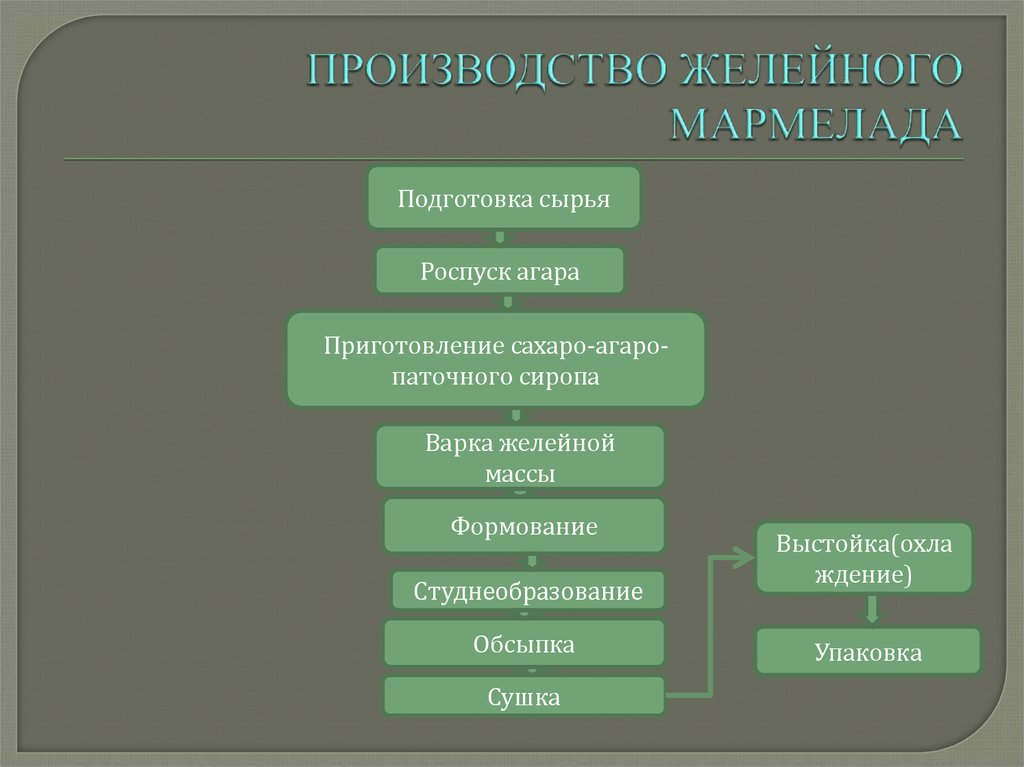 ПРОИЗВОДСТВО ЖЕЛЕЙНОГО
МАРМЕЛАДА
Подготовка сырья
Роспуск агара
Приготовление сахаро-агаро-
паточного сиропа
Варка желейной
массы
Формование
Студнеобразование
Обсыпка
Сушка
Выстойка(охла
ждение)
Упаковка